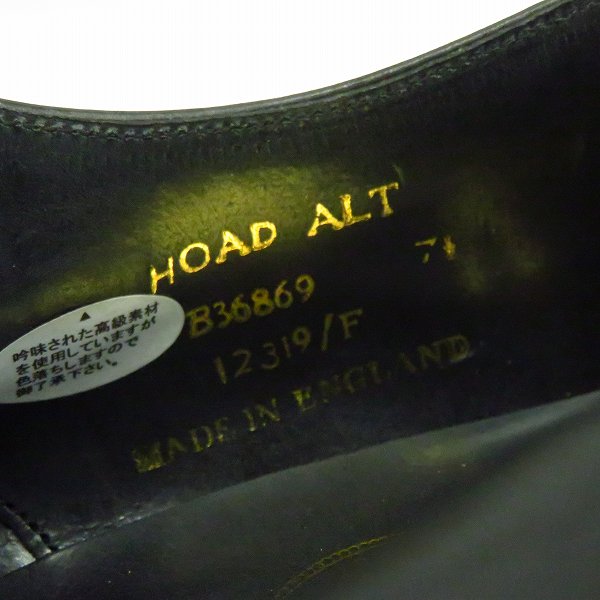 HOAD ALT
B36869
12319/F
MADE IN ENGLAND
▲
吟味された高級素材
を使用していますが
色落ちしますので
御了承下さい。